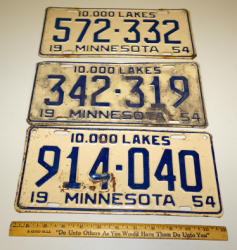 10,000 LAKES
572-332
19 MINNESOTA 54
10.000 LAKES
342-319
19 MINNESOTA 54
10.000 LAKES
914-040
19 MINNESOTA 54
"Do Unto Others As You Would Have Them Do Unto You"